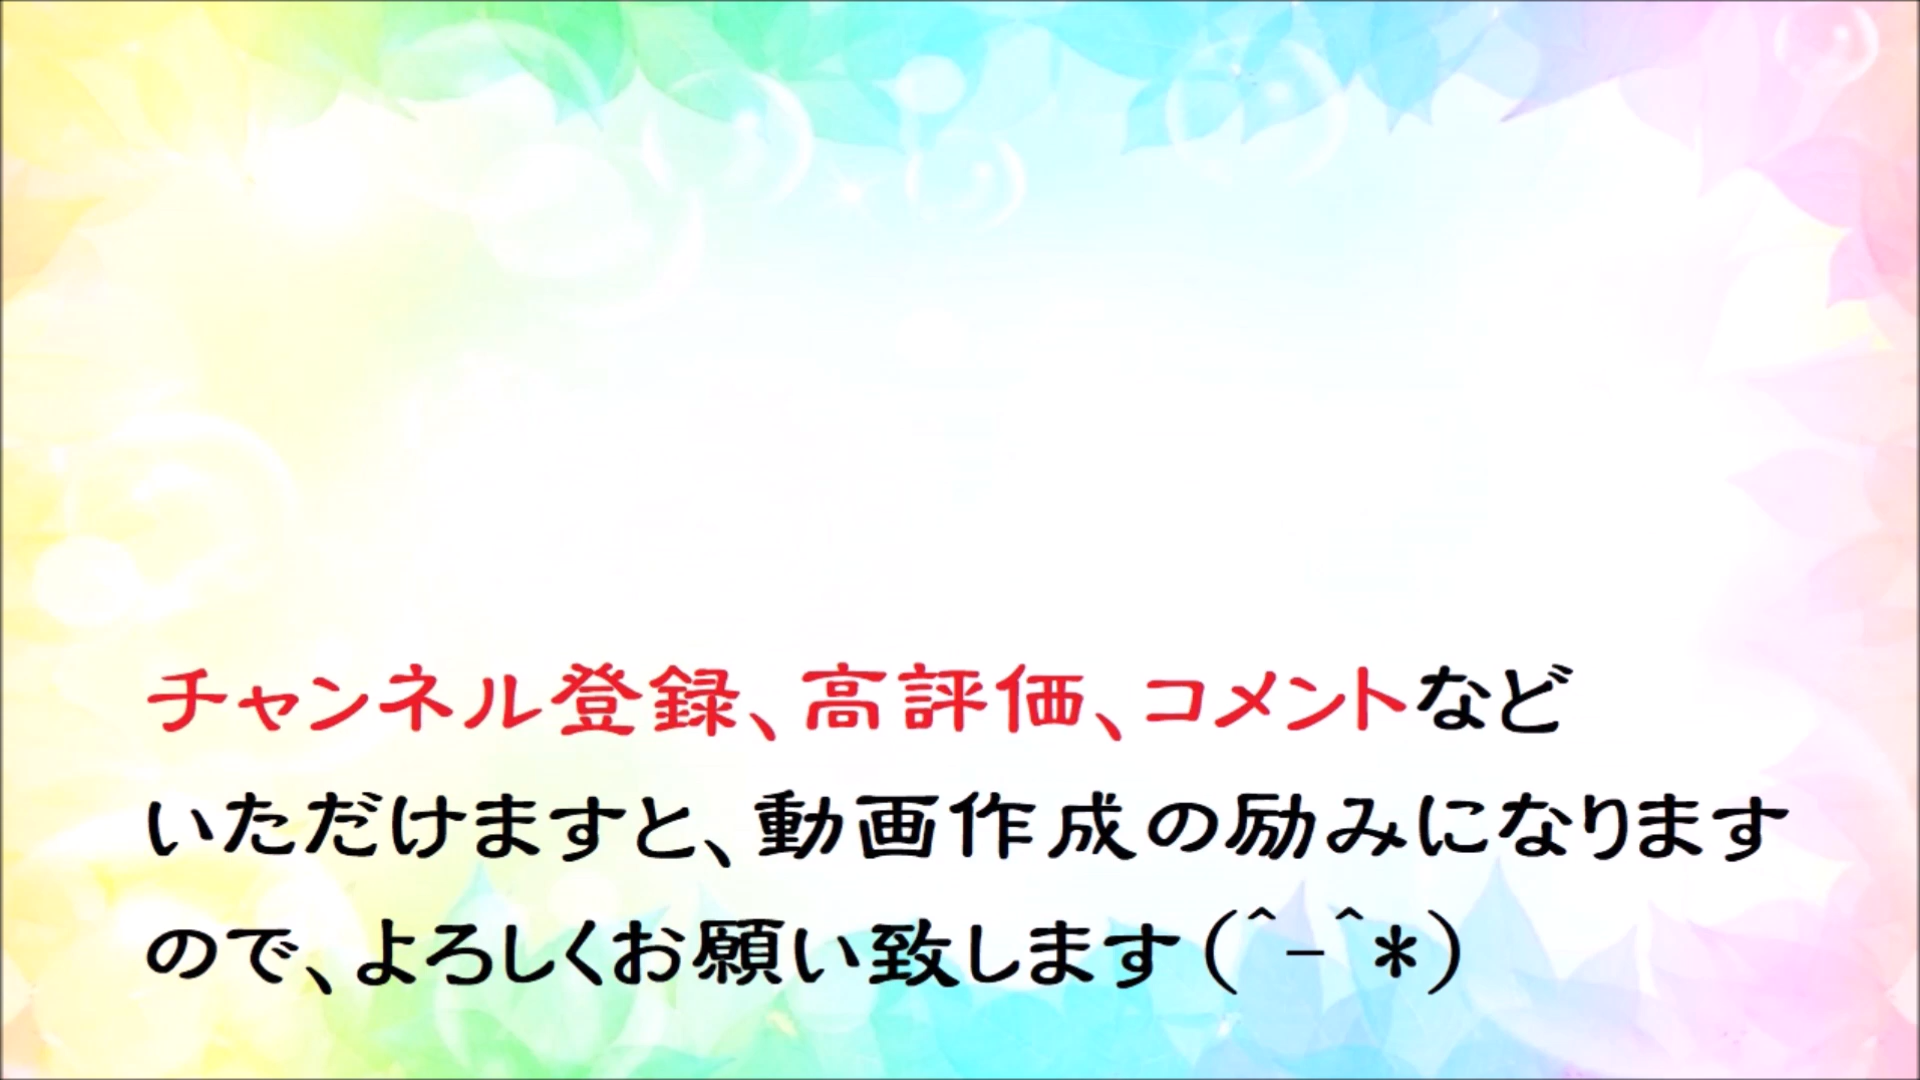 チャンネル登録、高評価、コメントなど
いただけますと、動画作成の励みになります
ので、よろしくお願い致します(^-^*)